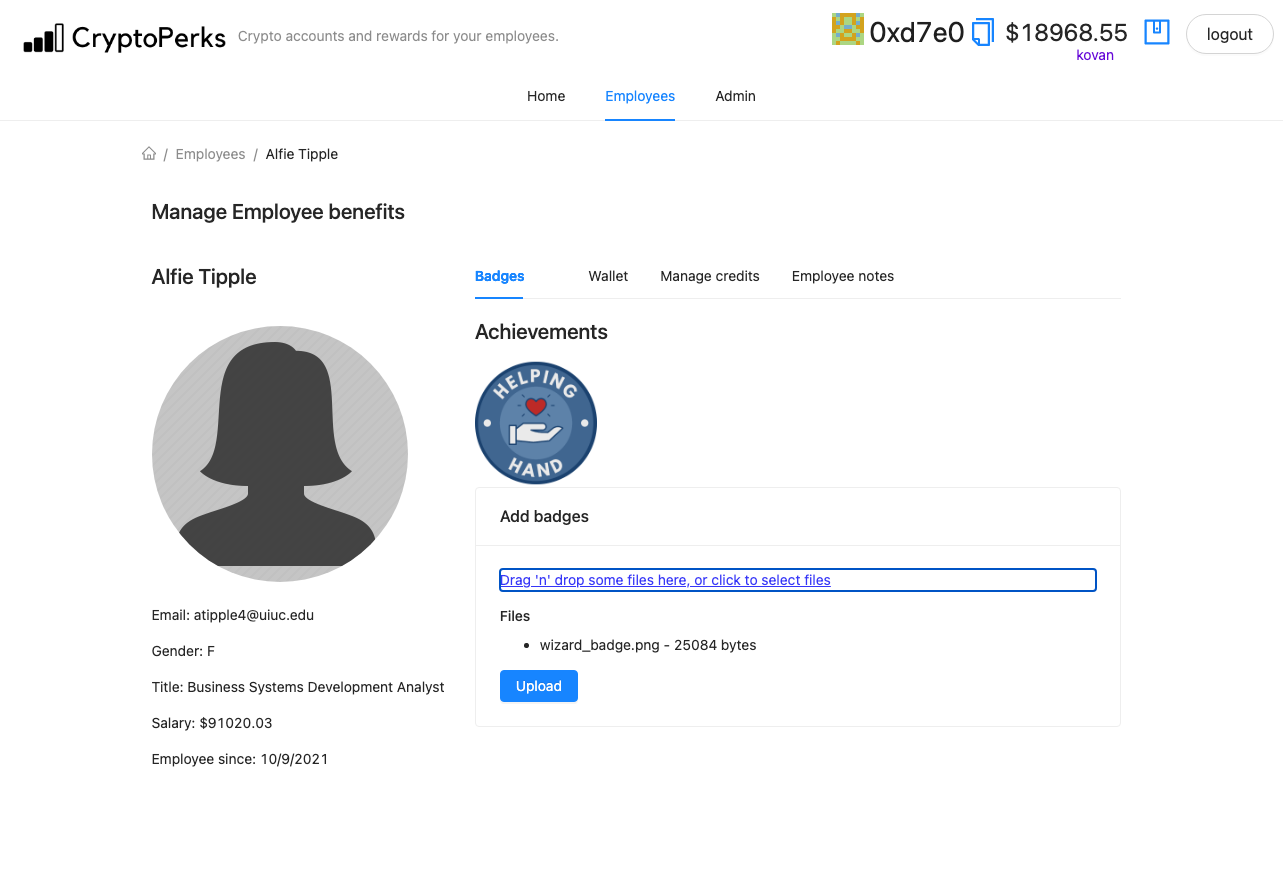 CryptoPerks Crypto accounts and rewards for your employees. 0xd7e0 $18968.55 logout
kovan
Home Employees Admin
/ Employees / Alfie Tipple
Manage Employee benefits
Alfie Tipple
Badges Wallet Manage credits Employee notes
Achievements
HELPING
HAND
Add badges
Drag 'n' drop some files here, or click to select files
Files
• wizard_badge.png - 25084 bytes
Upload
Email: atipple4@uiuc.edu
Gender: F
Title: Business Systems Development Analyst
Salary: $91020.03
Employee since: 10/9/2021